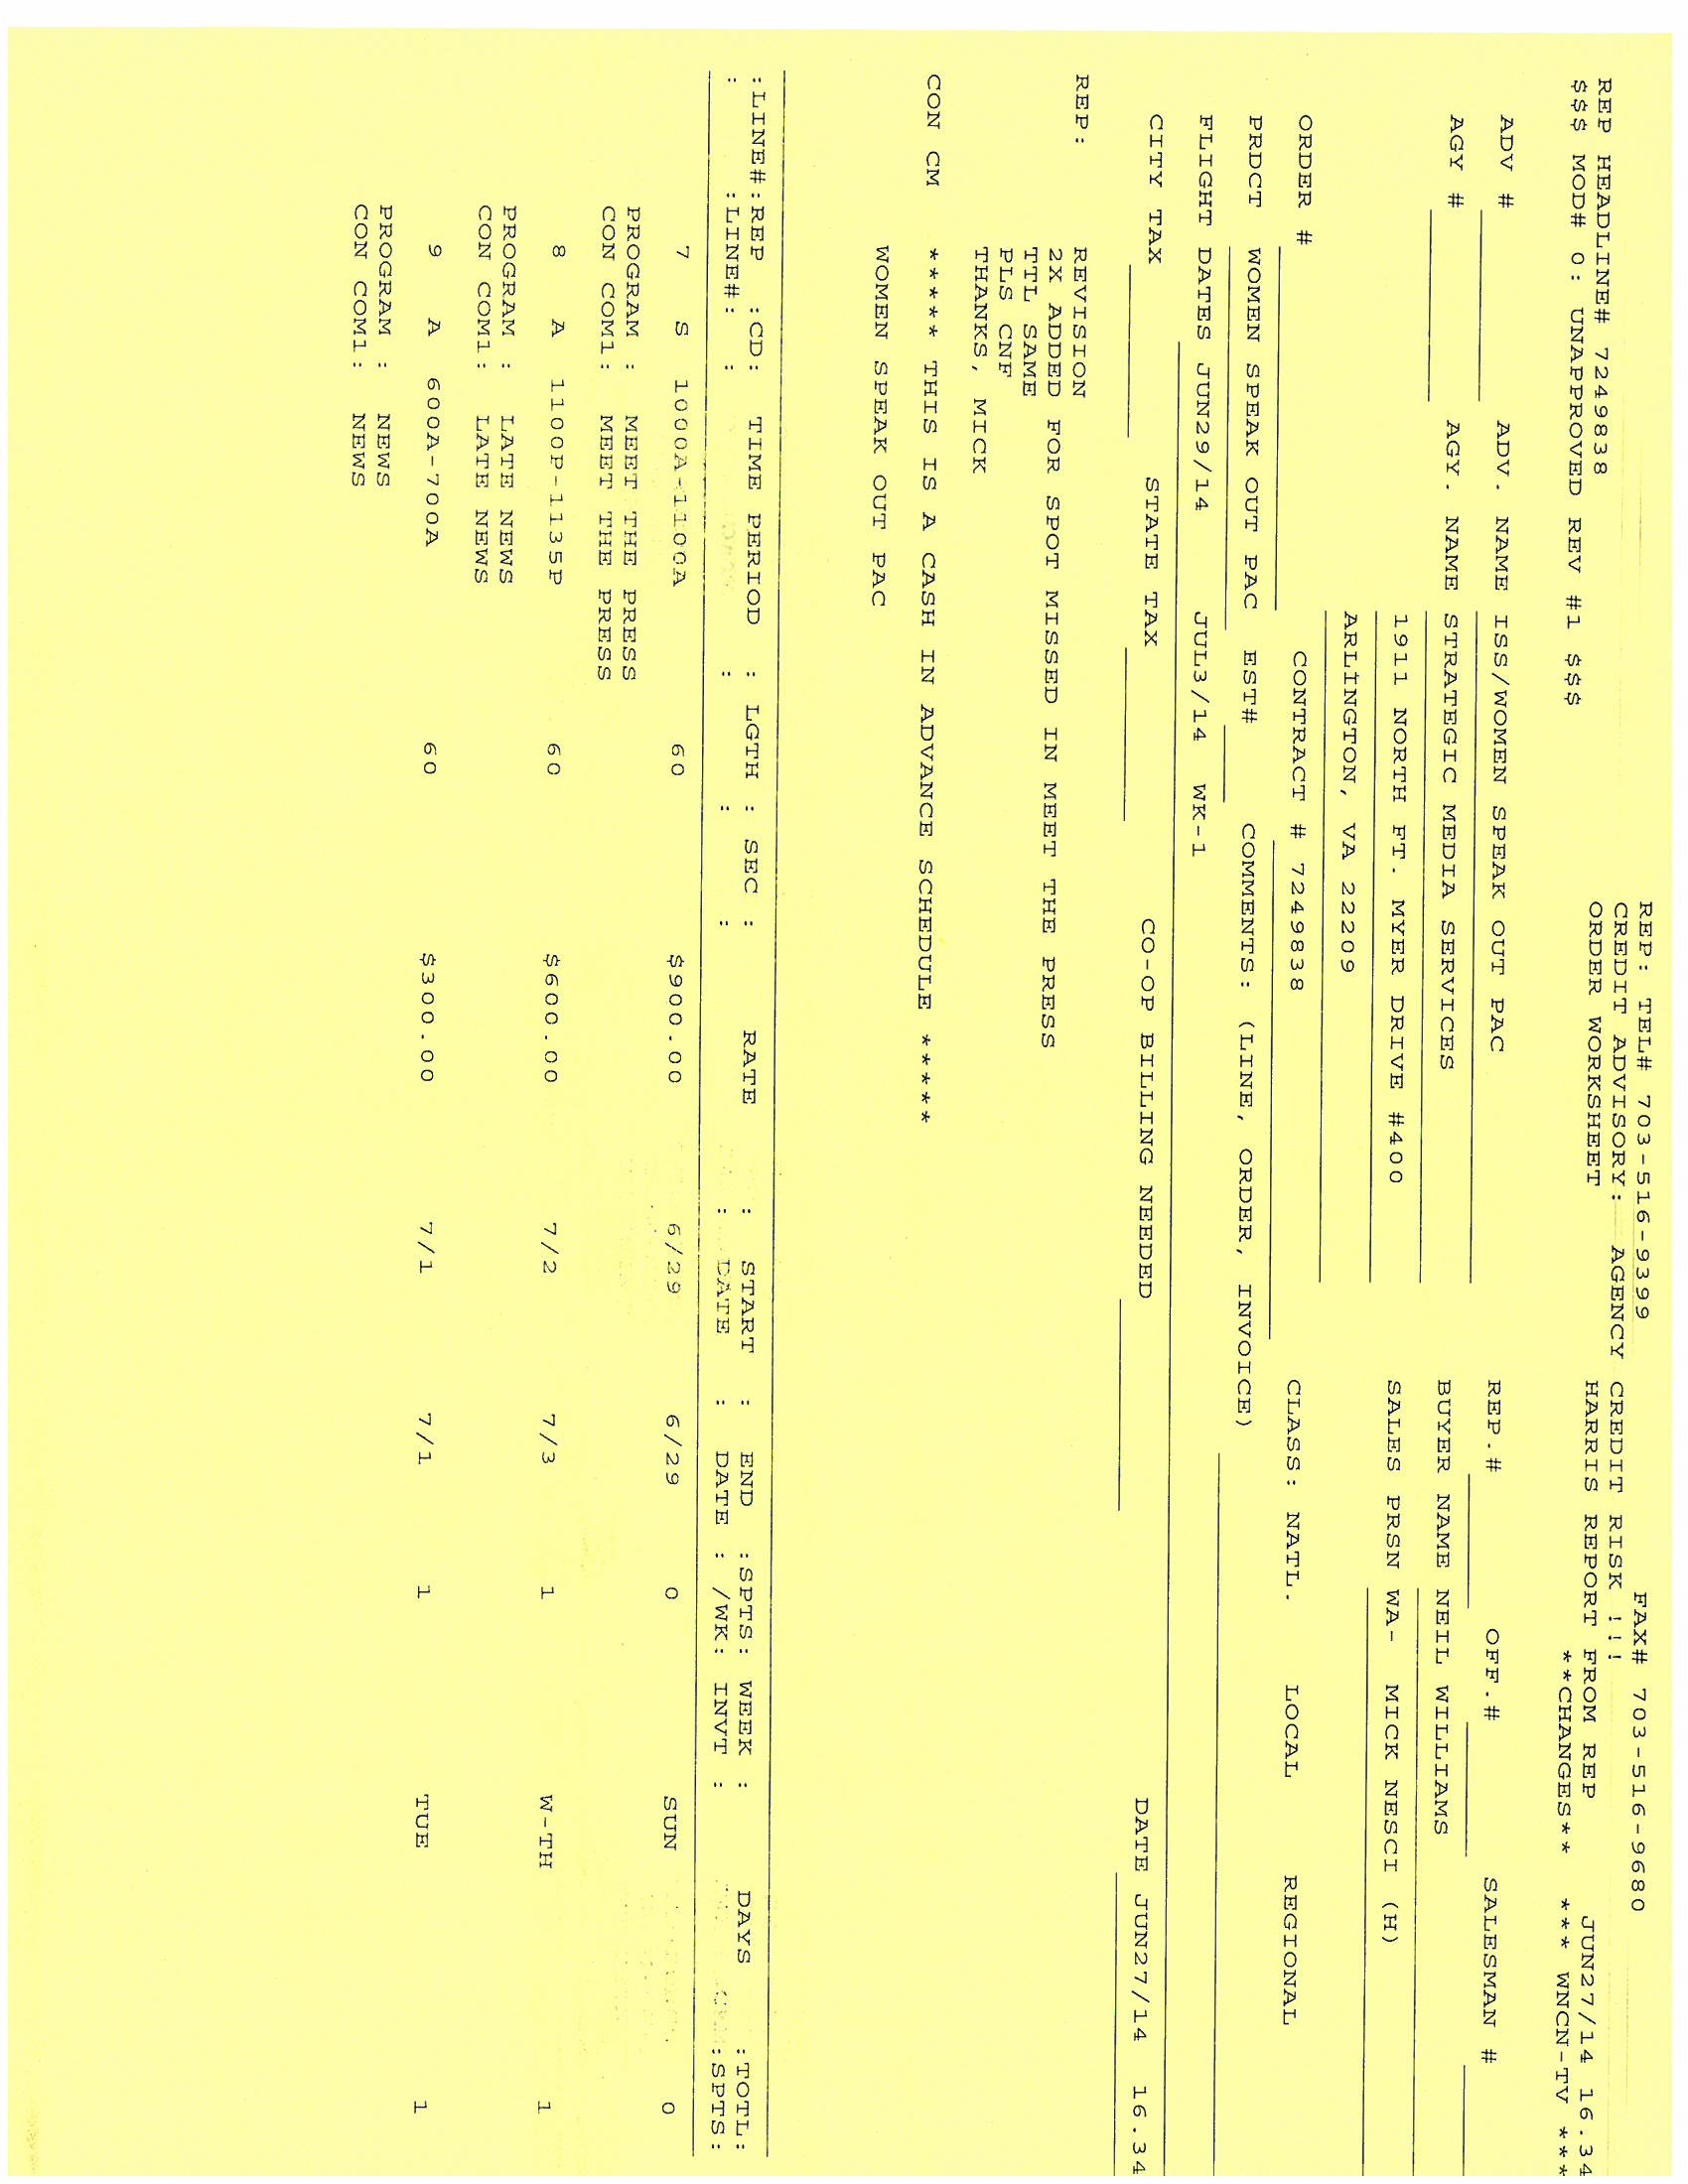 REP: TEL# 703-516-9399 FAX# 703-516-9680
CREDIT ADVISORY: AGENCY CREDIT RISK !!!
ORDER WORKSHEET HARRIS REPORT FROM REP JUN27/14 16.34
REP HEADLINE# 7249838 **CHANGES** *** WNCN-TV ***
$$$ MOD# 0: UNAPPROVED REV #1 $$$
ADV # ADV. NAME ISS/WOMEN SPEAK OUT PAC REP.# OFF.# SALESMAN #
AGY # AGY. NAME STRATEGIC MEDIA SERVICES BUYER NAME NEIL WILLIAMS
1911 NORTH FT. MYER DRIVE #400 SALES PRSN WA- MICK NESCI (H)
ARLINGTON, VA 22209
ORDER # CONTRACT # 7249838 CLASS: NATL. LOCAL REGIONAL
PRDCT WOMEN SPEAK OUT PAC EST# COMMENTS: (LINE, ORDER, INVOICE)
FLIGHT DATES JUN29/14 JUL3/14 WK-1
CITY TAX STATE TAX CO-OP BILLING NEEDED DATE JUN27/14 16.34
REP: REVISION
2X ADDED FOR SPOT MISSED IN MEET THE PRESS
TTL SAME
PLS CNF
THANKS, MICK
CON CM ***** THIS IS A CASH IN ADVANCE SCHEDULE *****
WOMEN SPEAK OUT PAC
:LINE#:REP :CD: TIME PERIOD : LGTH : SEC : RATE : START : END :SPTS: WEEK : DAYS :TOTL:
: :LINE#: : : : : : DATE : DATE : /WK: INVT : :SPTS:
7 S 1000A-1100A 60 $900.00 6/29 6/29 0 SUN 0
PROGRAM : MEET THE PRESS
CON COM1: MEET THE PRESS
8 A 1100P-1135P 60 $600.00 7/2 7/3 1 W-TH 1
PROGRAM : LATE NEWS
CON COM1: LATE NEWS
9 A 600A-700A 60 $300.00 7/1 7/1 1 TUE 1
PROGRAM : NEWS
CON COM1: NEWS